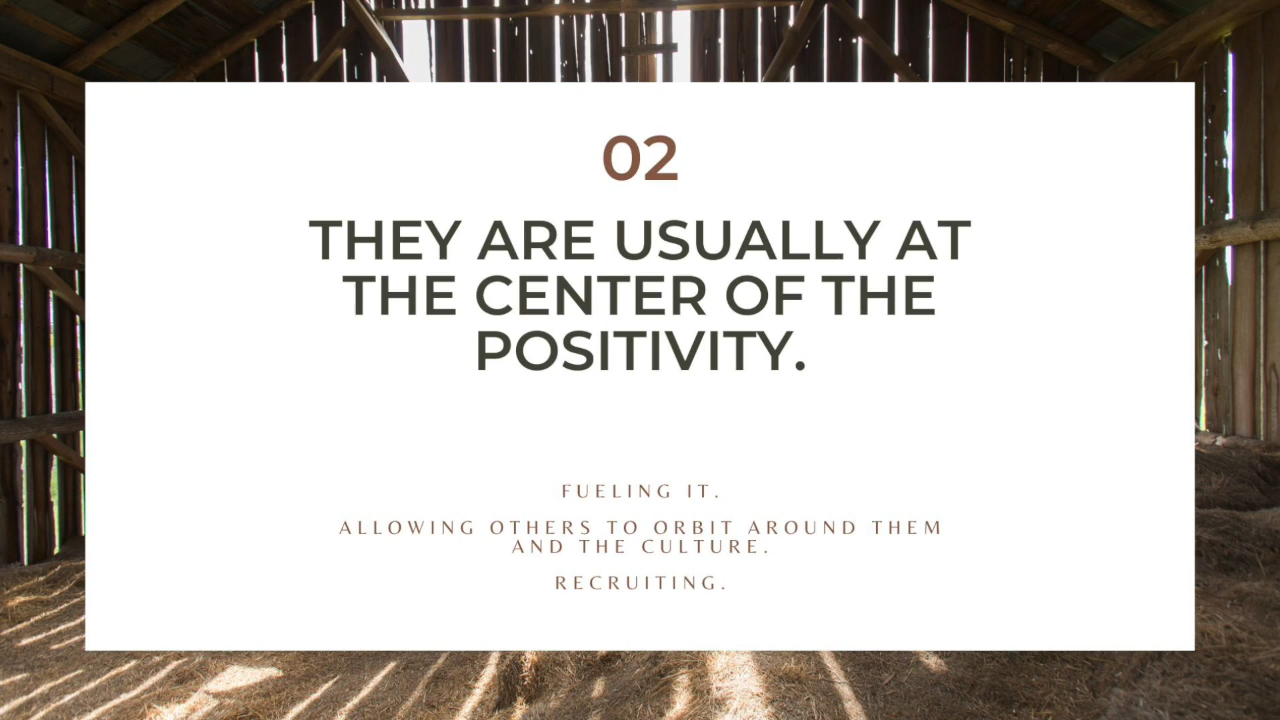 02
THEY ARE USUALLY AT
THE CENTER OF THE
POSITIVITY.
FUELING IT.
ALLOWING OTHERS TO ORBIT AROUND THEM
AND THE CULTURE.
RECRUITING.